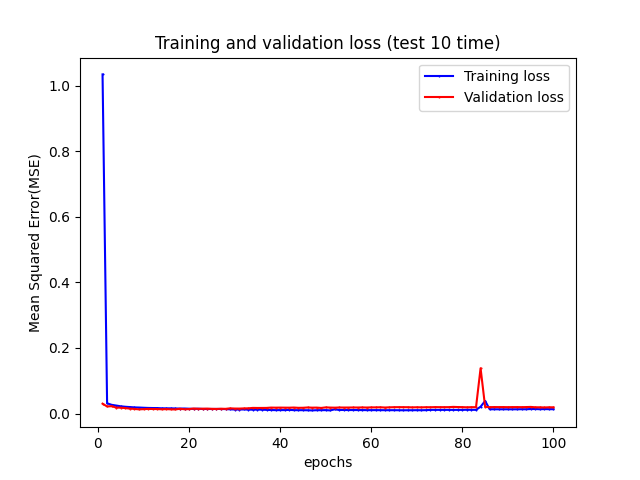 Training and validation loss (test 10 time)
Training loss
Validation loss
Mean Squared Error(MSE)
1.0
0.8
0.6
0.4
0.2
0.0
0 20 40 60 80 100
epochs